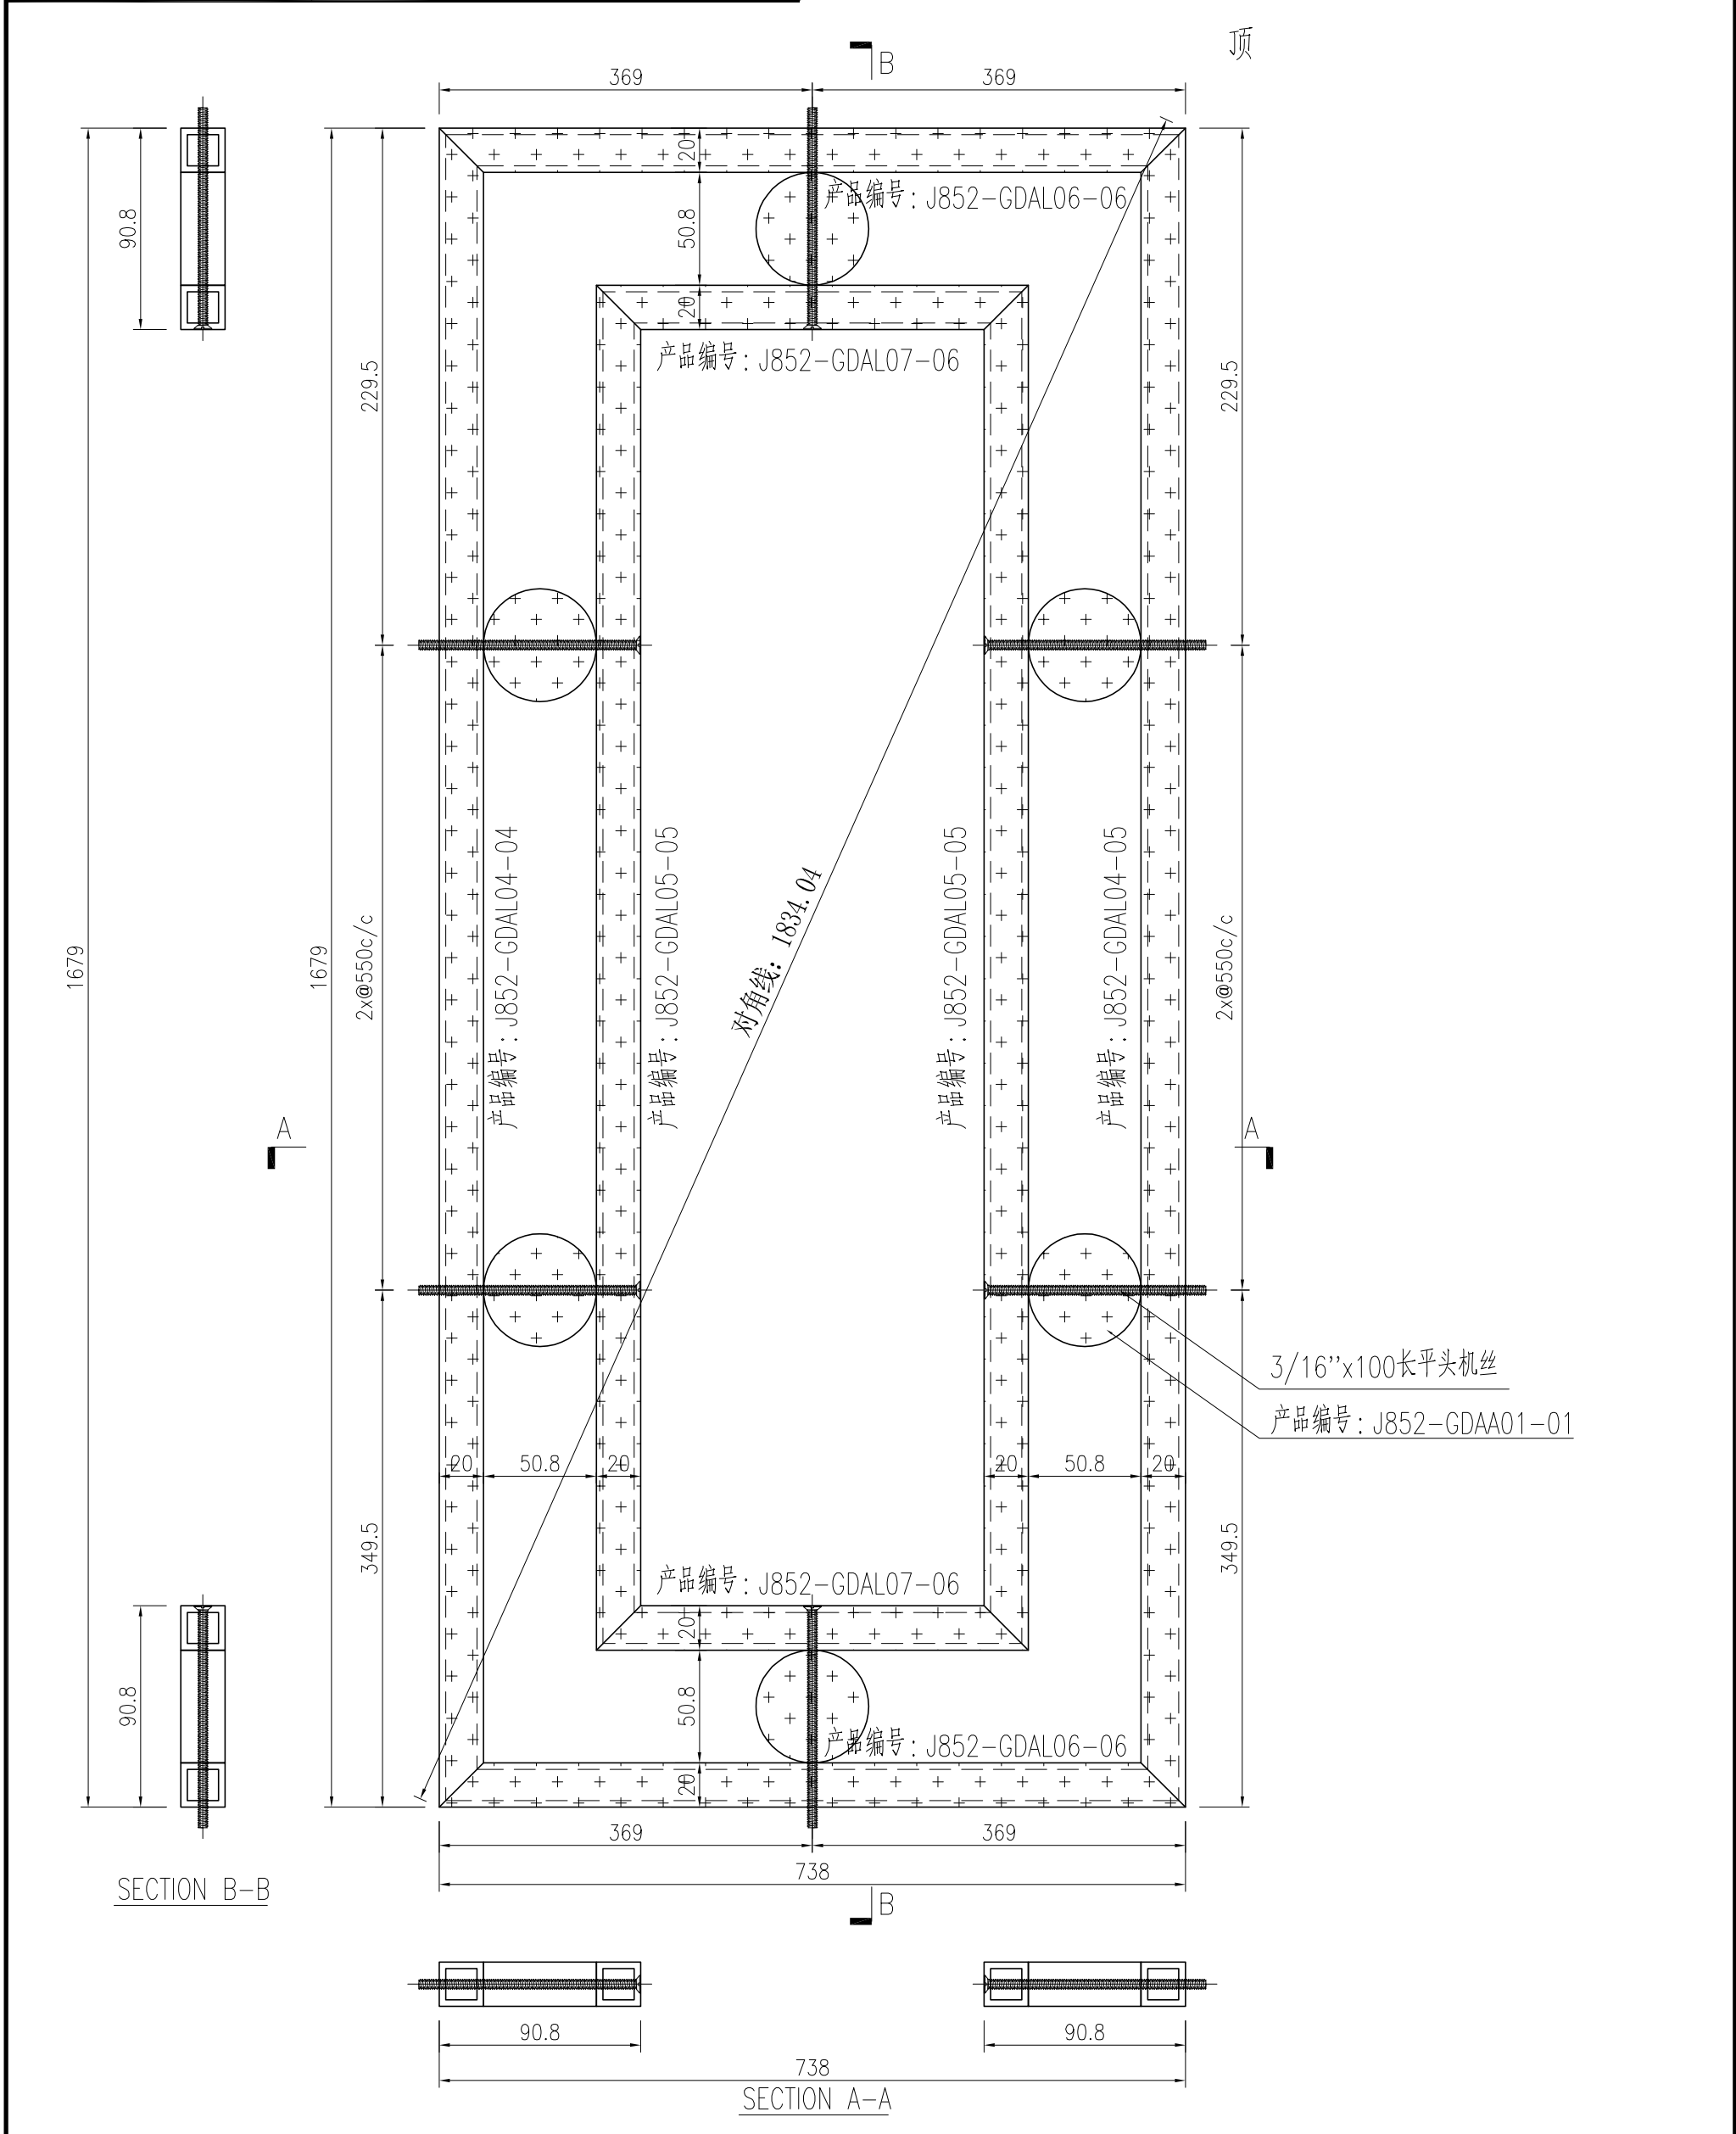 顶
B
369
369
20
产品编号：J852-GDAL06-06
90.8
50.8
20
产品编号：J852-GDAL07-06
229.5
229.5
产品编号：J852-GDAL04-04
产品编号：J852-GDAL05-05
产品编号：J852-GDAL05-05
产品编号：J852-GDAL04-05
对角线：1834.04
1679
1679
2x@550c/c
2x@550c/c
A
A
3/16''x100长平头机丝
产品编号：J852-GDAA01-01
20
50.8
20
20
50.8
20
349.5
349.5
产品编号：J852-GDAL07-06
20
90.8
50.8
产品编号：J852-GDAL06-06
20
369
369
738
SECTION B-B
B
90.8
90.8
738
SECTION A-A